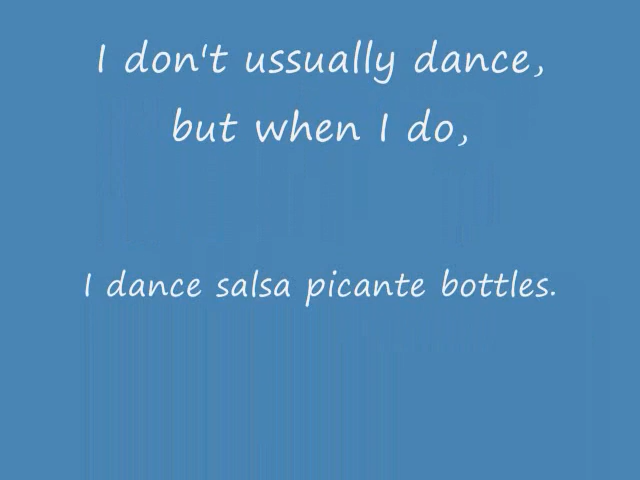 I don't ussually dance,
but when I do,
I dance salsa picante bottles.